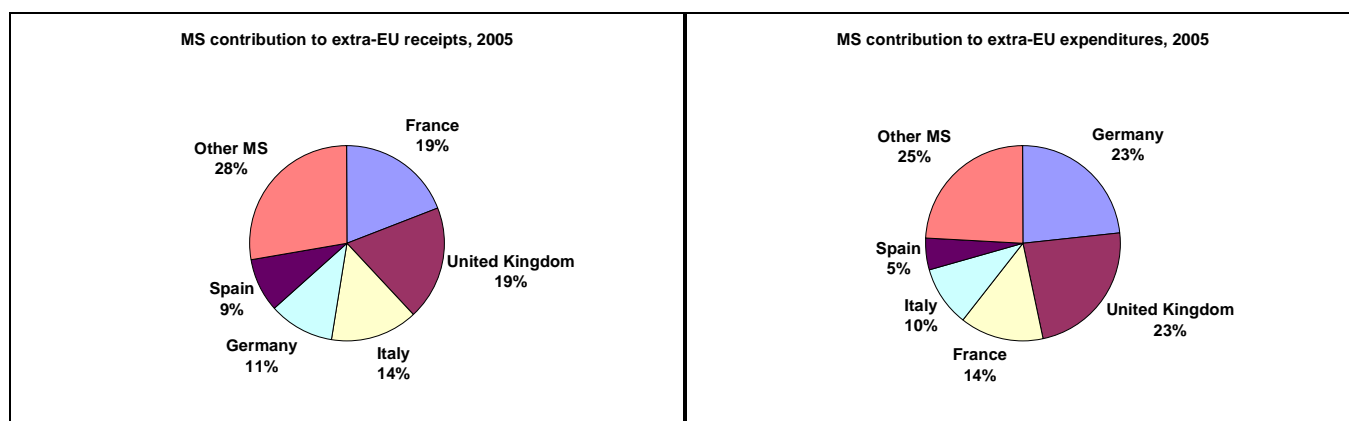 MS contribution to extra-EU receipts, 2005
France
19%
United Kingdom
19%
Italy
14%
Germany
11%
Spain
9%
Other MS
28%
MS contribution to extra-EU expenditures, 2005
Germany
23%
United Kingdom
23%
France
14%
Italy
10%
Spain
5%
Other MS
25%